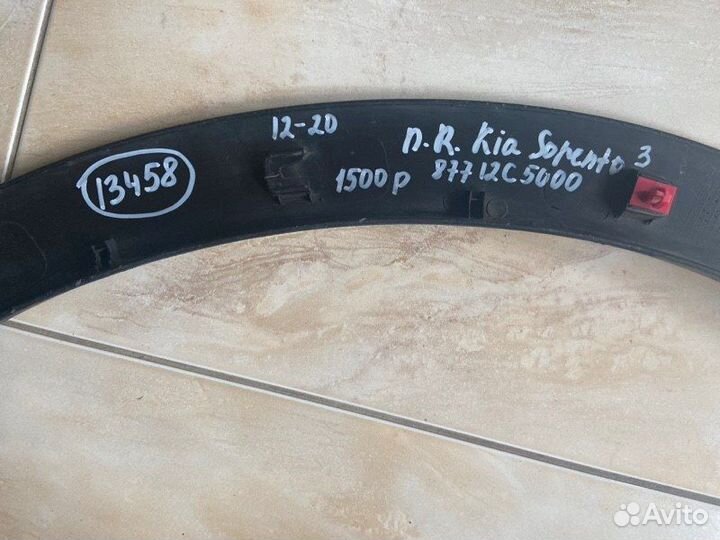 13458
12-20
1500р
п.R. Kia Sorento 3
87712C5000
Avito